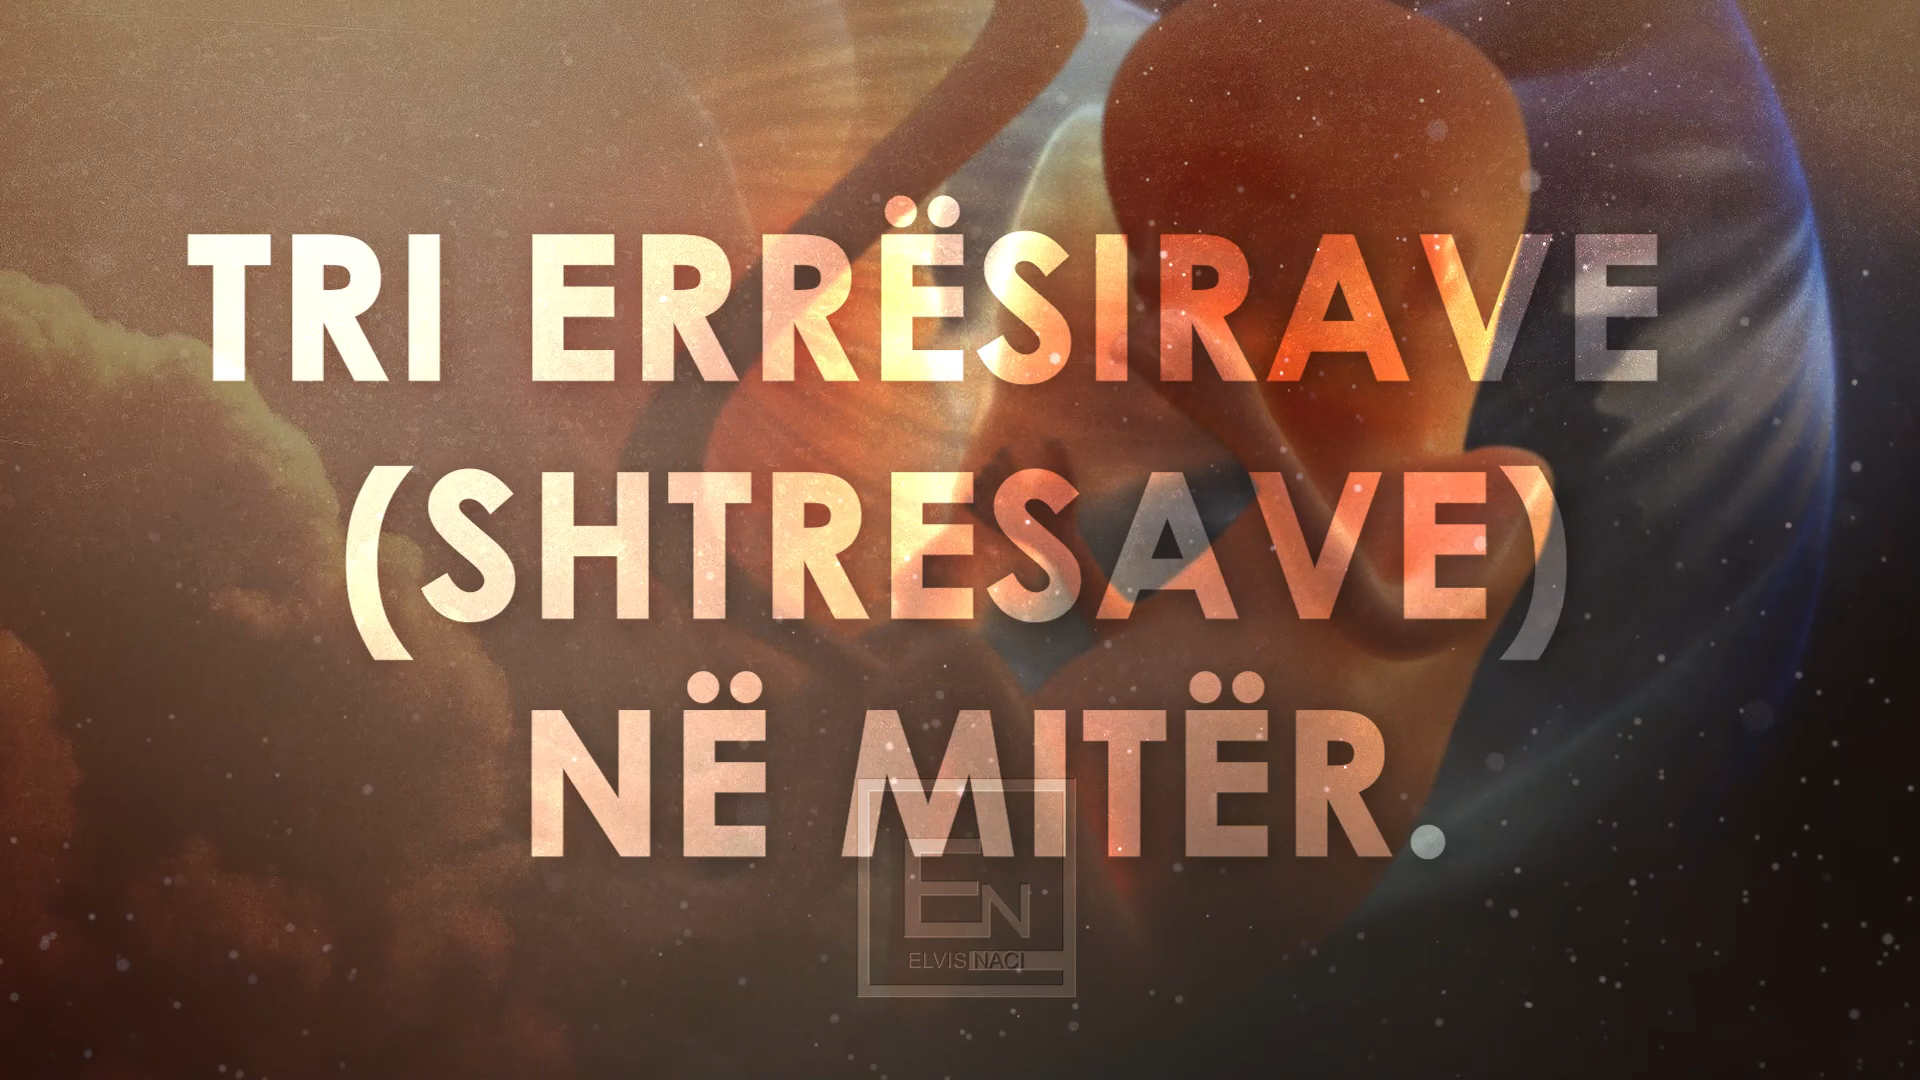 TRI ERRËSIRAVE
(SHTRESAVE)
NË MITËR.
EN
ELVIS NACI